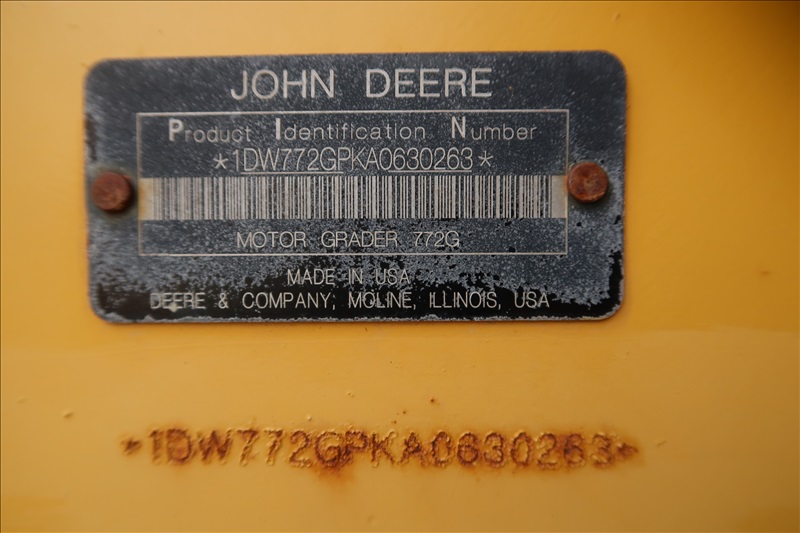 JOHN DEERE
Product Identification Number
*1DW772GPKA0630263*
MOTOR GRADER 772G
MADE IN USA
DEERE & COMPANY, MOLINE, ILLINOIS, USA
*1DW772GPKA0630263*